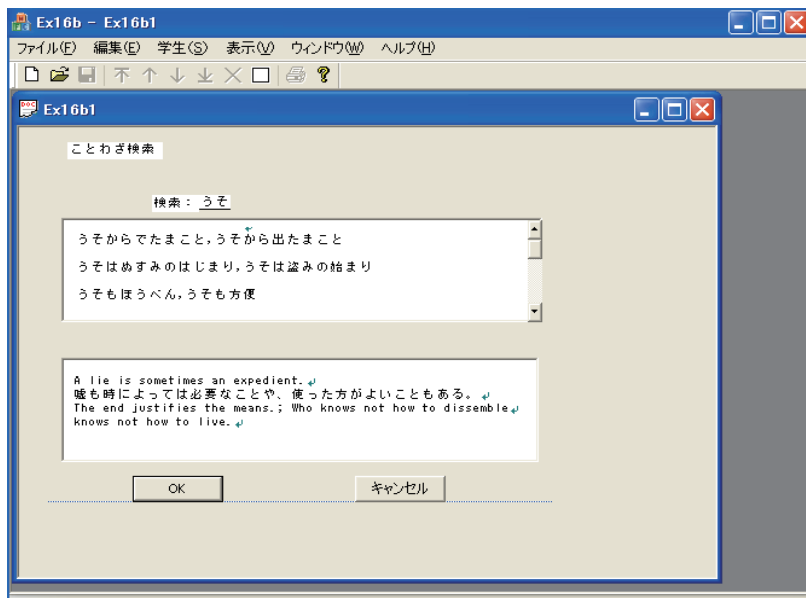 Ex16b - Ex16b1
ファイル(F) 編集(E) 学生(S) 表示(V) ウィンドウ(W) ヘルプ(H)
Ex16b1
ことわざ検索
検索：うそ
うそからでたまこと,うそから出たまこと
うそはぬすみのはじまり,うそは盗みの始まり
うそもほうべん,うそも方便
A lie is sometimes an expedient.
嘘も時によっては必要なことや、使った方がよいこともある。
The end justifies the means.; Who knows not how to dissemble
knows not how to live.
OK キャンセル